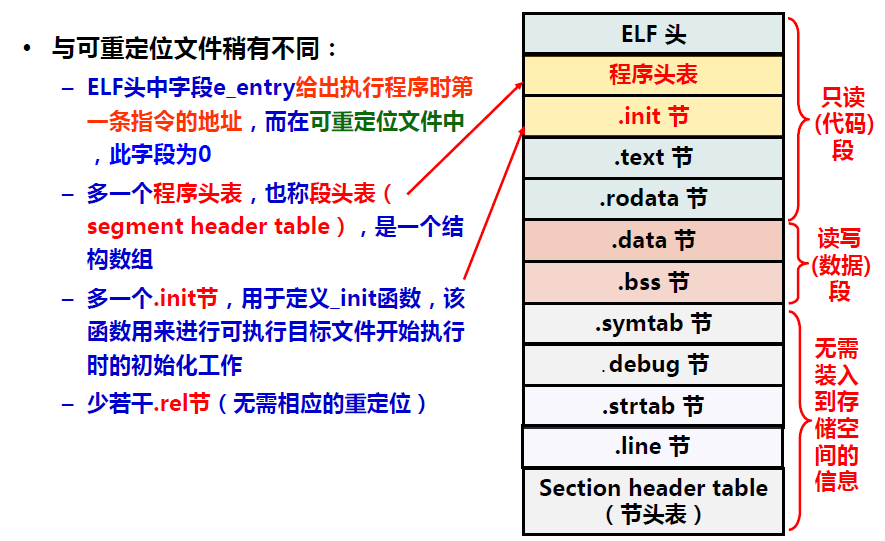 • 与可重定位文件稍有不同：
– ELF头中字段e_entry给出执行程序时第
一条指令的地址，而在可重定位文件中
，此字段为0
– 多一个程序头表，也称段头表（
segment header table），是一个结
构数组
– 多一个.init节，用于定义_init函数，该
函数用来进行可执行目标文件开始执行
时的初始化工作
– 少若干.rel节（无需相应的重定位）
ELF 头
程序头表
.init 节
.text 节
.rodata 节
.data 节
.bss 节
.symtab 节
.debug 节
.strtab 节
.line 节
Section header table
（节头表）
只读
(代码)
段
读写
(数据)
段
无需
装入
到存
储空
间的
信息